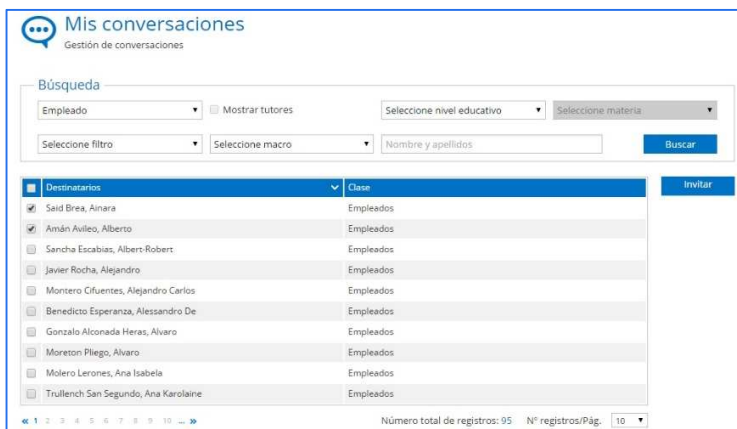 Mis conversaciones
Gestión de conversaciones
Búsqueda
Empleado Mostrar tutores Seleccione nivel educativo Seleccione materia
Seleccione filtro Seleccione macro Nombre y apellidos Buscar
Destinatarios Clase Invitar
Said Brea, Ainara Empleados
Amán Avileo, Alberto Empleados
Sancha Escabias, Albert-Robert Empleados
Javier Rocha, Alejandro Empleados
Montero Cifuentes, Alejandro Carlos Empleados
Benedicto Esperanza, Alessandro De Empleados
Gonzalo Alconada Heras, Alvaro Empleados
Moreton Pliego, Alvaro Empleados
Molero Lerones, Ana Isabela Empleados
Trullench San Segundo, Ana Karolaine Empleados
« 1 2 3 4 5 6 7 8 9 10 ... » Número total de registros: 95 Nº registros/Pág. 10